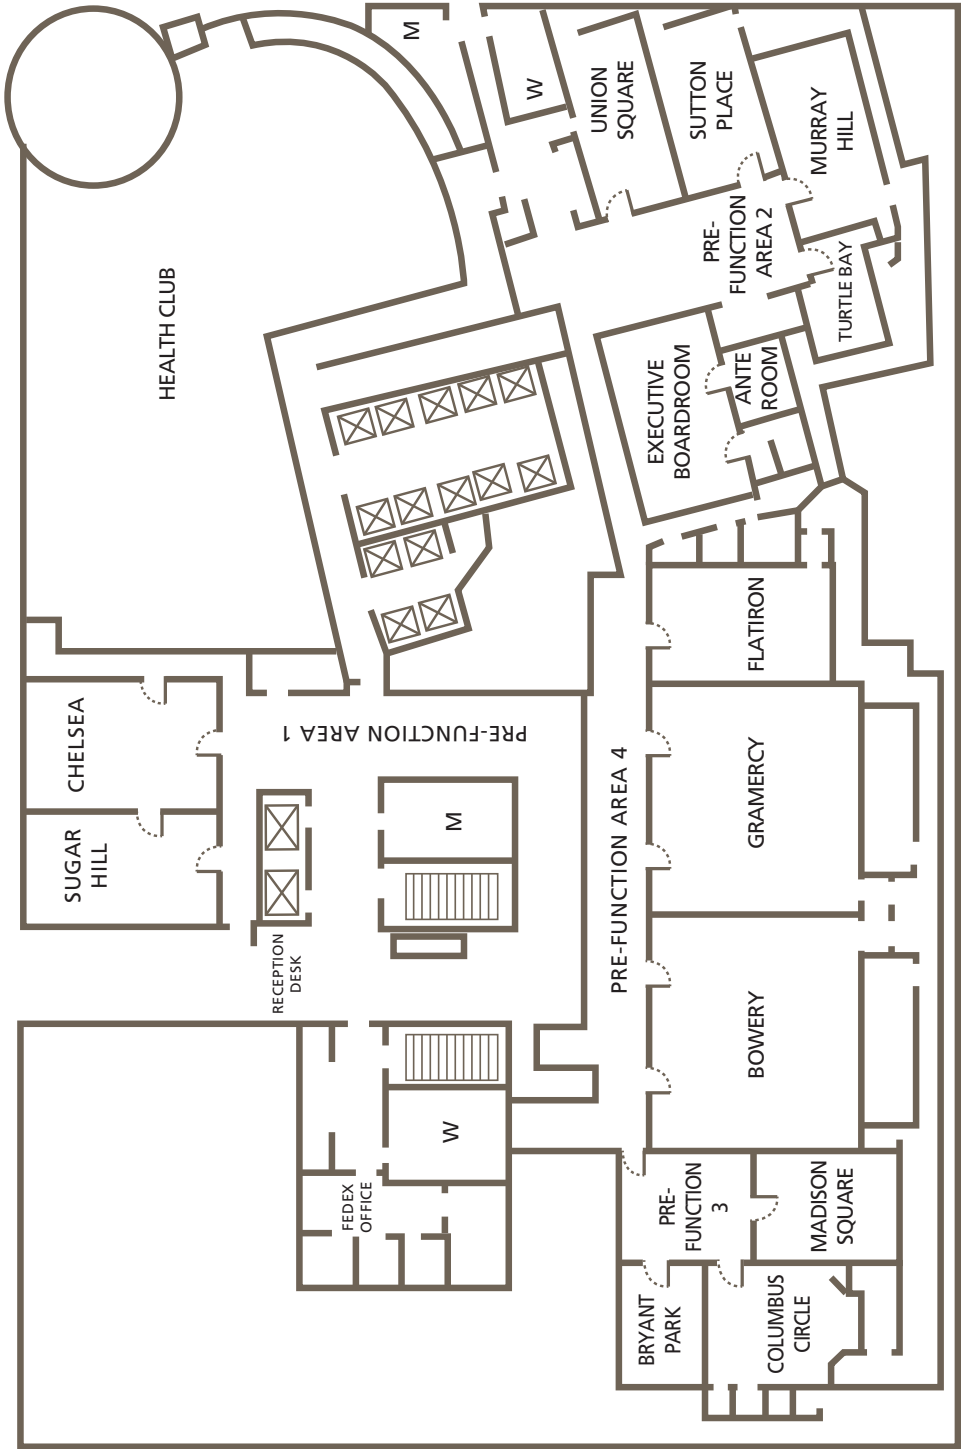 M
W
UNION
SQUARE
SUTTON
PLACE
MURRAY
HILL
HEALTH CLUB
PRE-
FUNCTION
AREA 2
TURTLE BAY
EXECUTIVE
BOARDROOM
ANTE
ROOM
CHELSEA
SUGAR
HILL
PRE-FUNCTION AREA 1
FLATIRON
PRE-FUNCTION AREA 4
GRAMERCY
M
RECEPTION
DESK
BOWERY
W
FEDEX
OFFICE
PRE-
FUNCTION
3
MADISON
SQUARE
BRYANT
PARK
COLUMBUS
CIRCLE